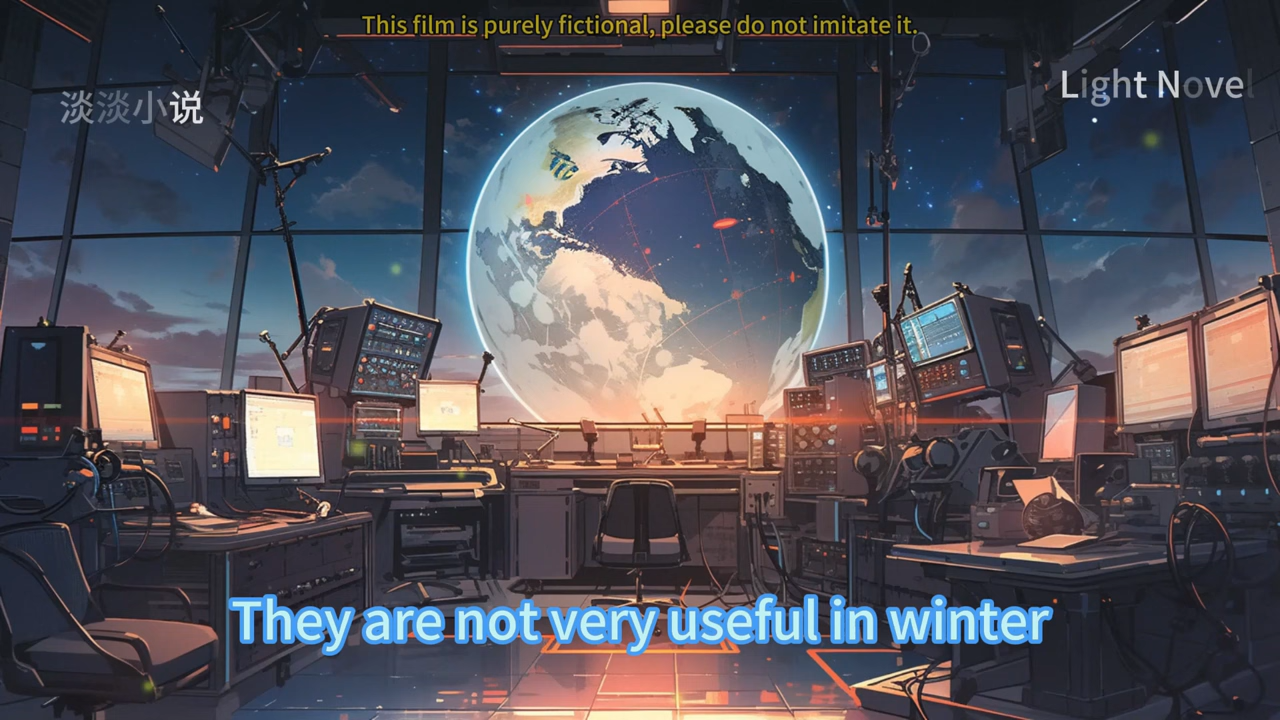 This film is purely fictional, please do not imitate it.
淡淡小说
Light Novel
They are not very useful in winter